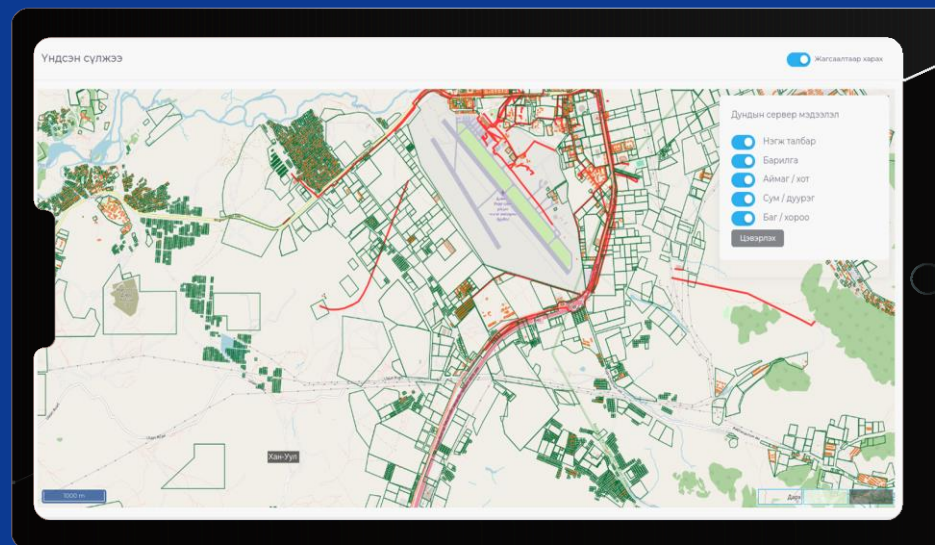 Үндсэн сүлжээ
Жагсаалтаар харах
Дундын сервер мэдээлэл
Нэгж талбар
Барилга
Аймаг / хот
Сум / дүүрэг
Баг / хороо
Цэвэрлэх
Хан-Уул
1000 m